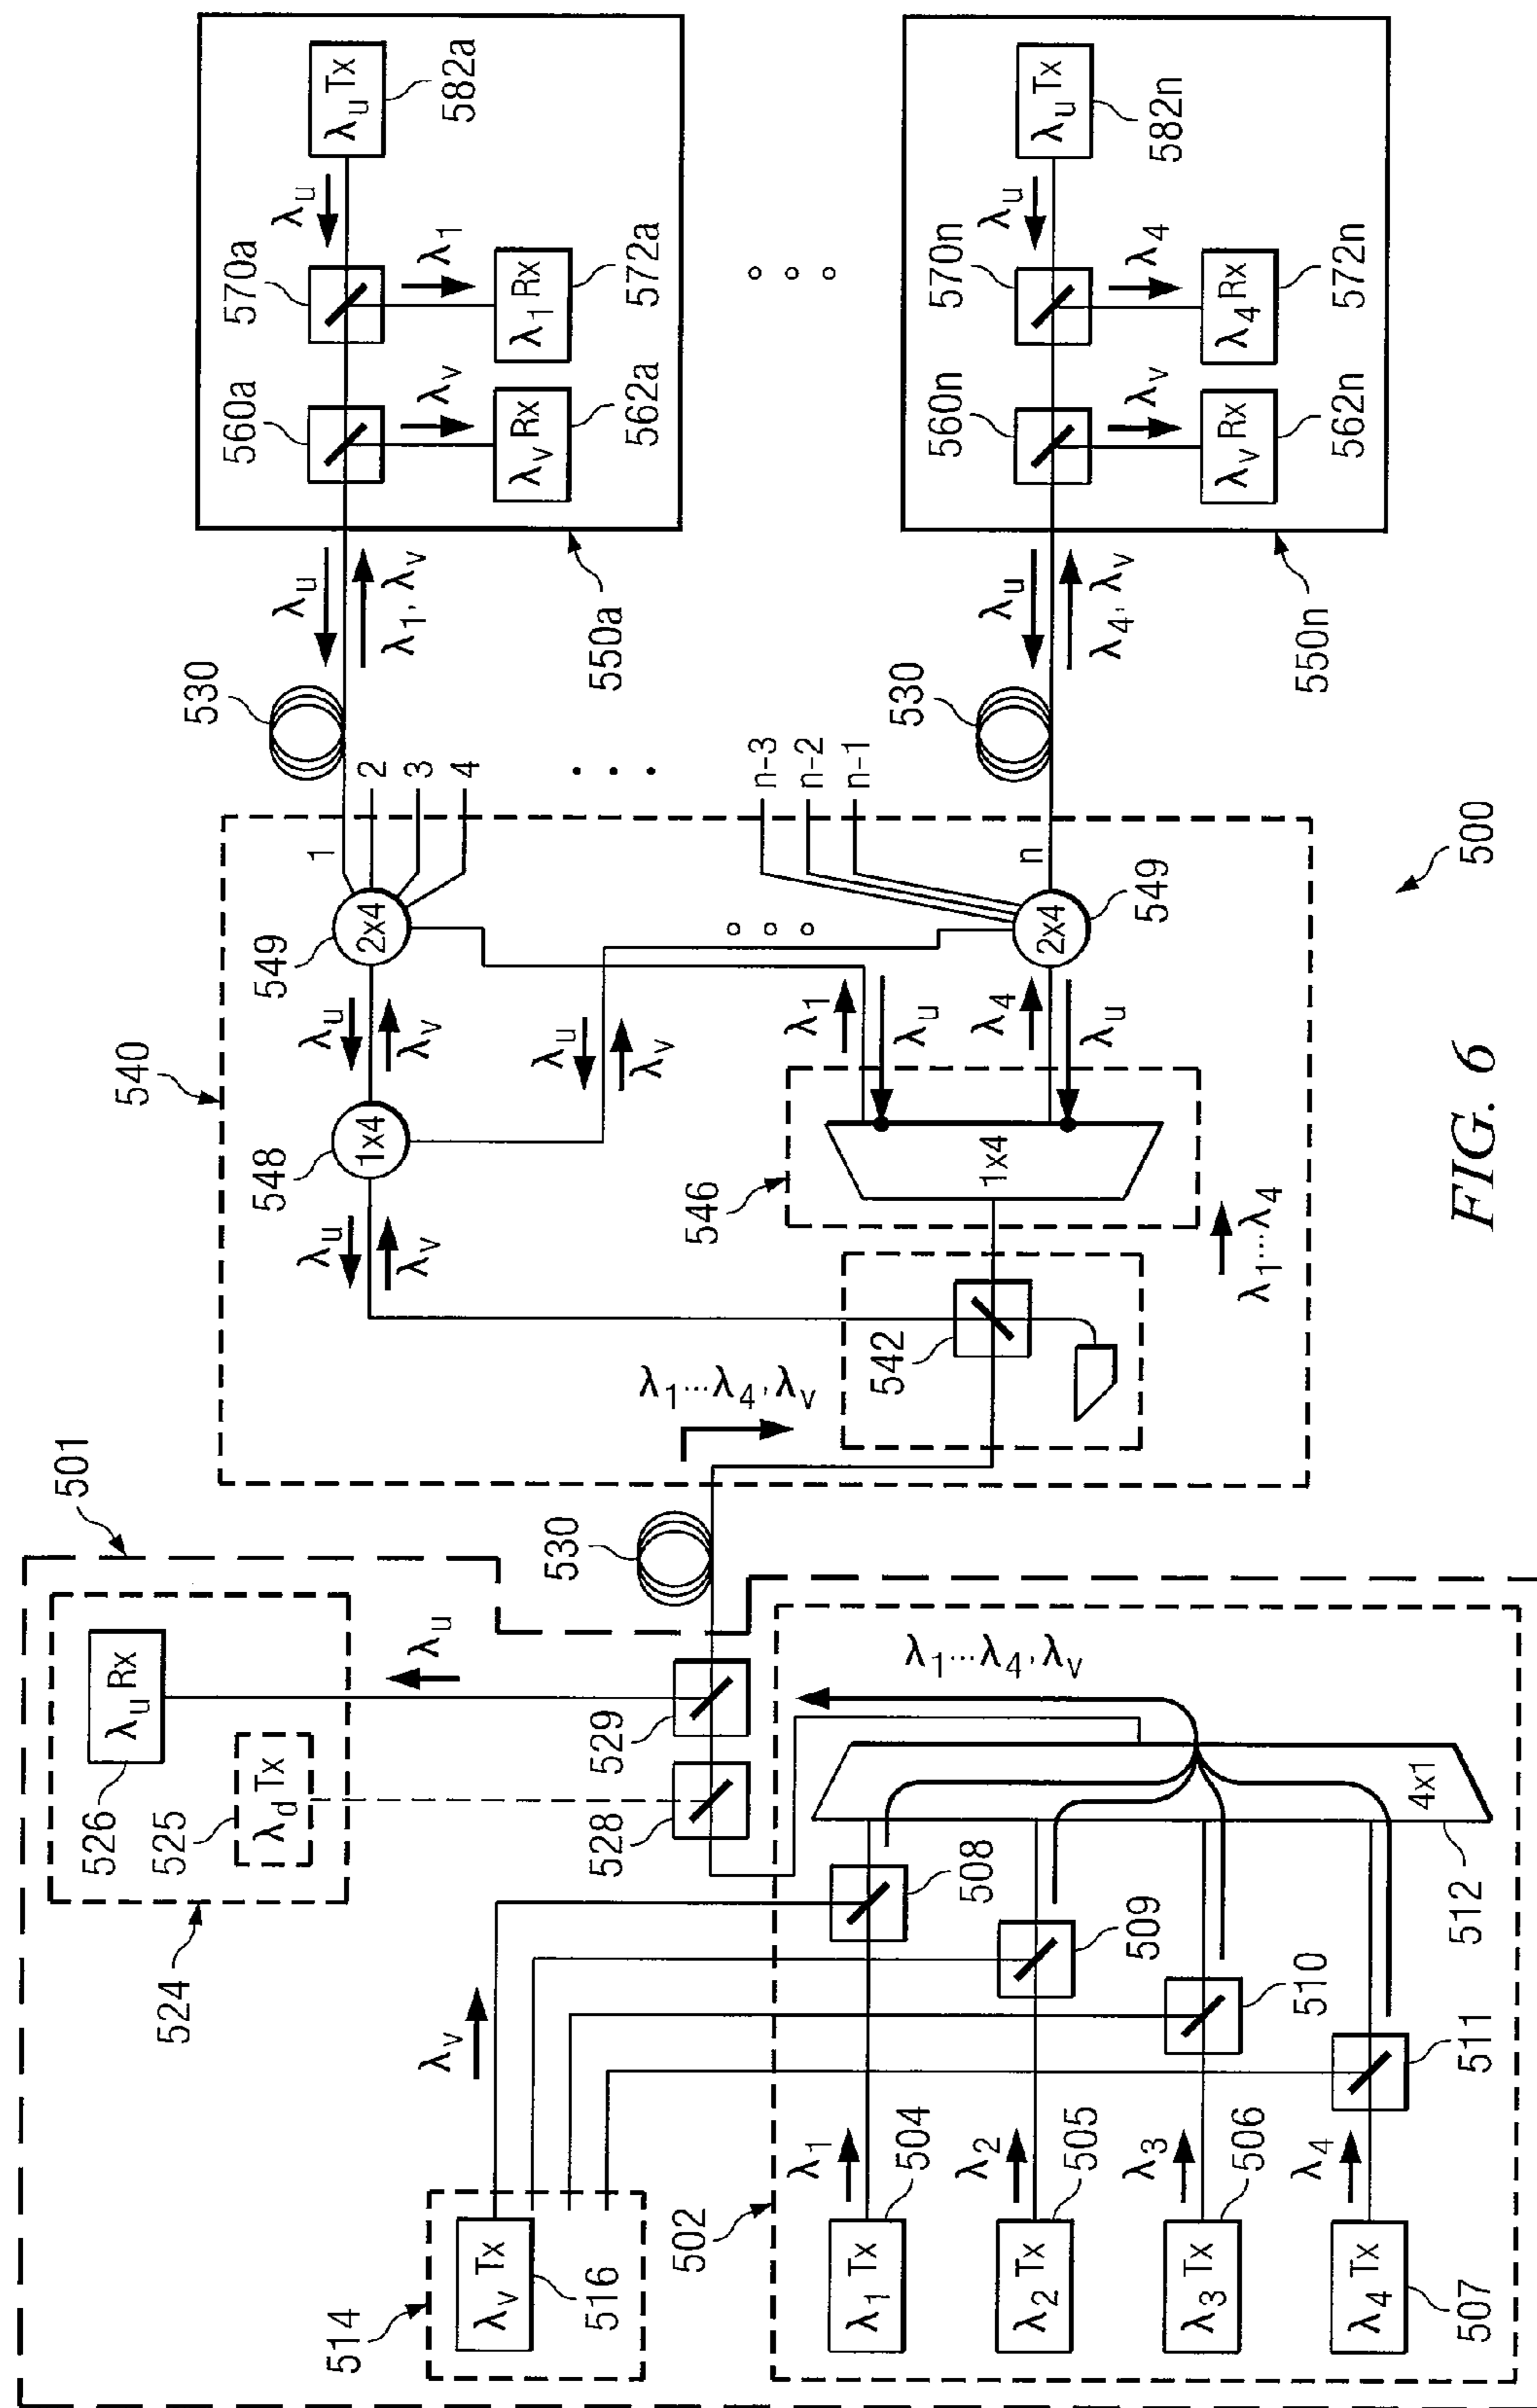 501
524
λu Rx
526
λd Tx
525
λu
529
528
530
514
λv Tx
516
λv
502
λ1 Tx
λ1
504
λ2 Tx
λ2
505
λ3 Tx
λ3
506
λ4 Tx
λ4
507
508
509
510
511
512
4x1
λ1...λ4, λv
540
λ1...λ4, λv
542
λu
λv
548
1x4
λu
λv
549
2x4
λu
λv
546
1x4
λ1...λ4
λ1
λu
λ4
λu
2x4
549
1
2
3
4
n-3
n-2
n-1
n
530
λu
λ1, λv
550a
560a
570a
λu
λu Tx
582a
λv
λ1
λv Rx
λ1 Rx
562a
572a
530
λu
λ4, λv
550n
560n
570n
λu
λu Tx
582n
λv
λ4
λv Rx
λ4 Rx
562n
572n
500
FIG. 6